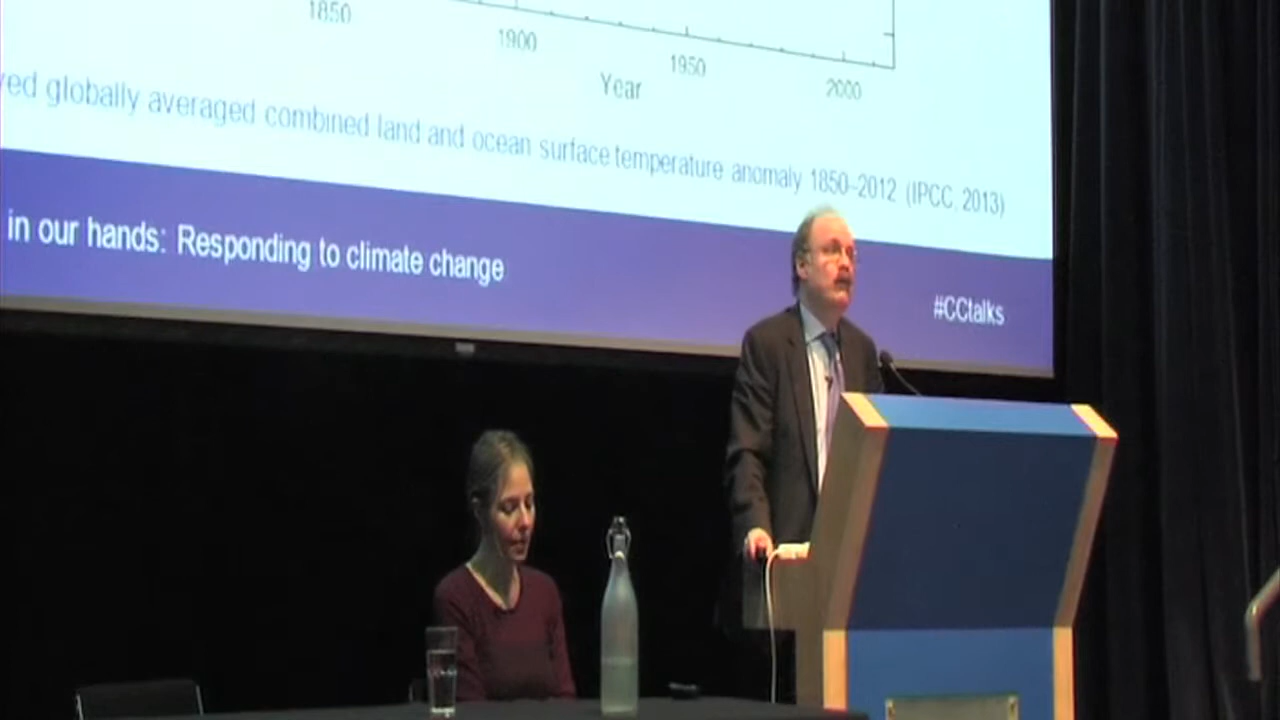 1850
1900
1950
2000
Year
globally averaged combined land and ocean surface temperature anomaly 1850–2012 (IPCC, 2013)
in our hands: Responding to climate change
#CCtalks